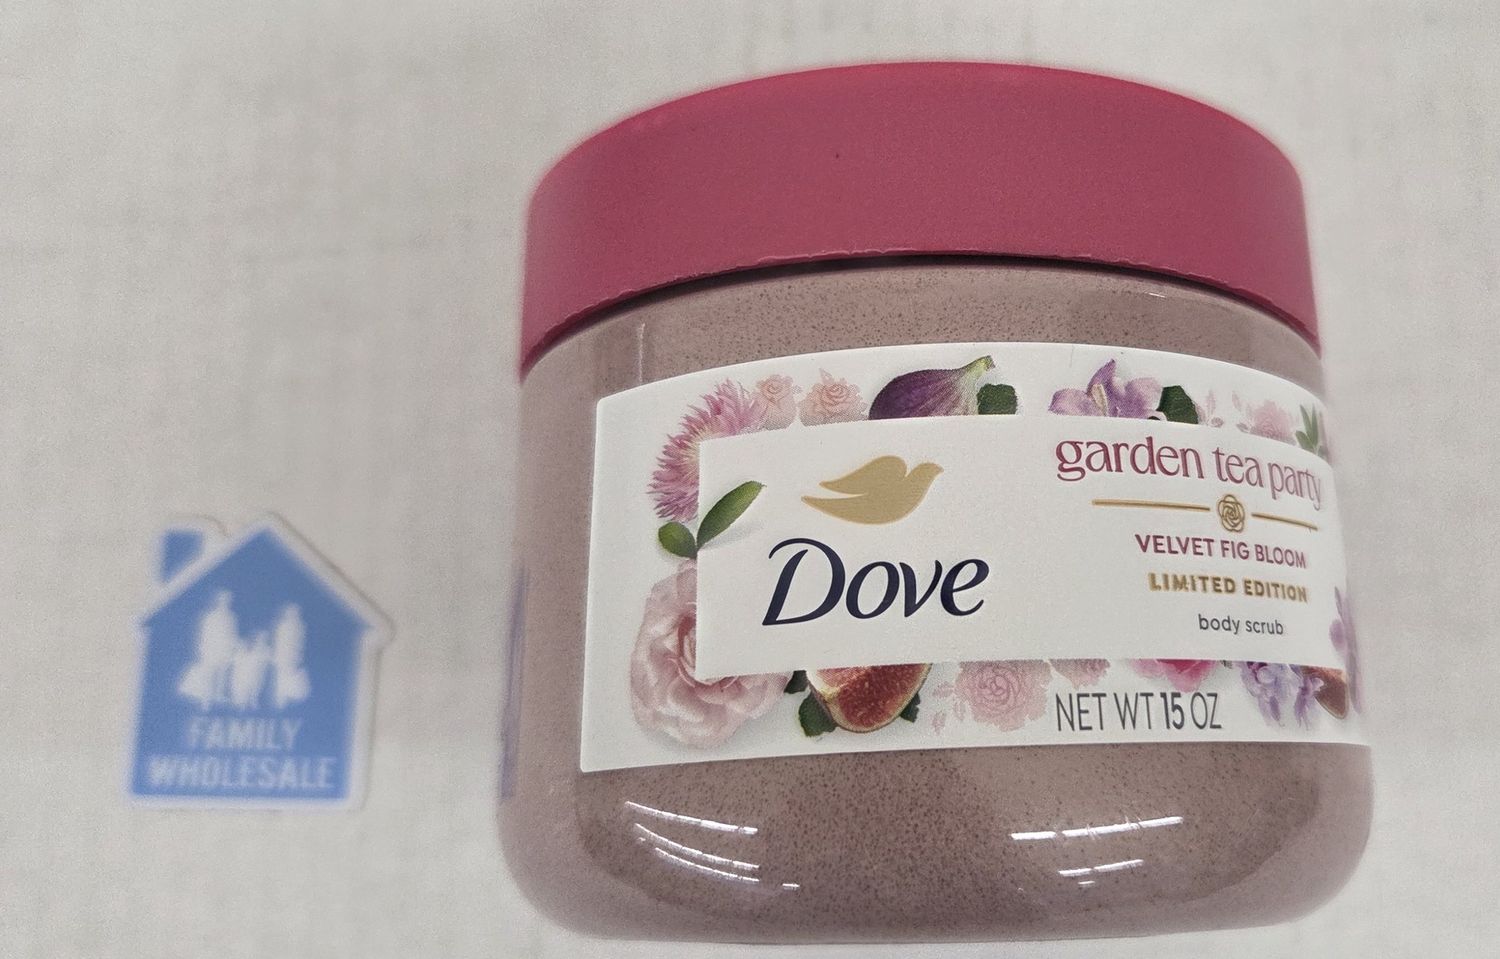 FAMILY
WHOLESALE
Dove
garden tea party
VELVET FIG BLOOM
LIMITED EDITION
body scrub
NET WT 15 OZ